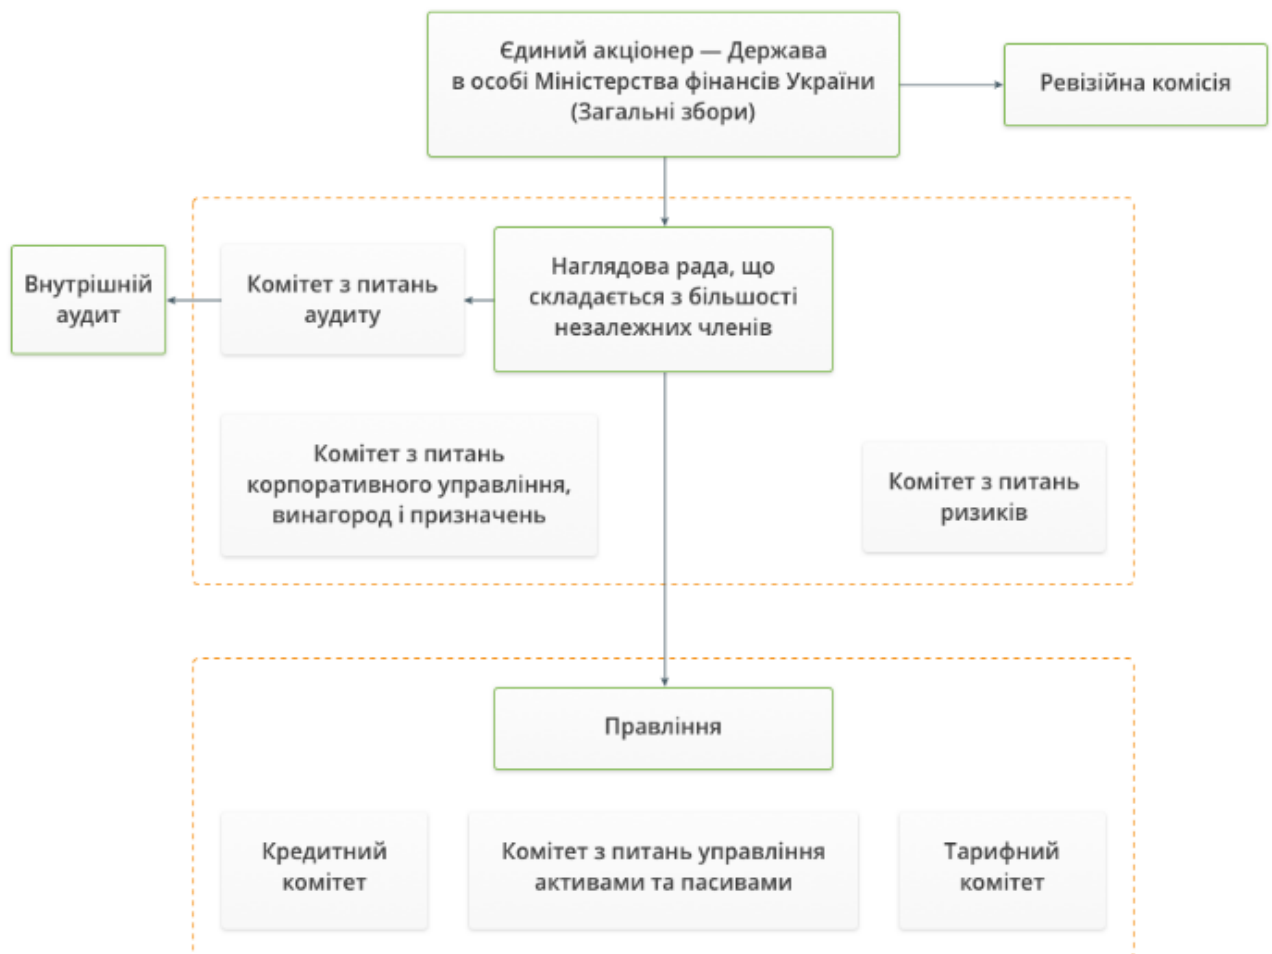 Єдиний акціонер — Держава
в особі Міністерства фінансів України
(Загальні збори)
Ревізійна комісія
Внутрішній
аудит
Комітет з питань
аудиту
Наглядова рада, що
складається з більшості
незалежних членів
Комітет з питань
корпоративного управління,
винагород і призначень
Комітет з питань
ризиків
Правління
Кредитний
комітет
Комітет з питань управління
активами та пасивами
Тарифний
комітет